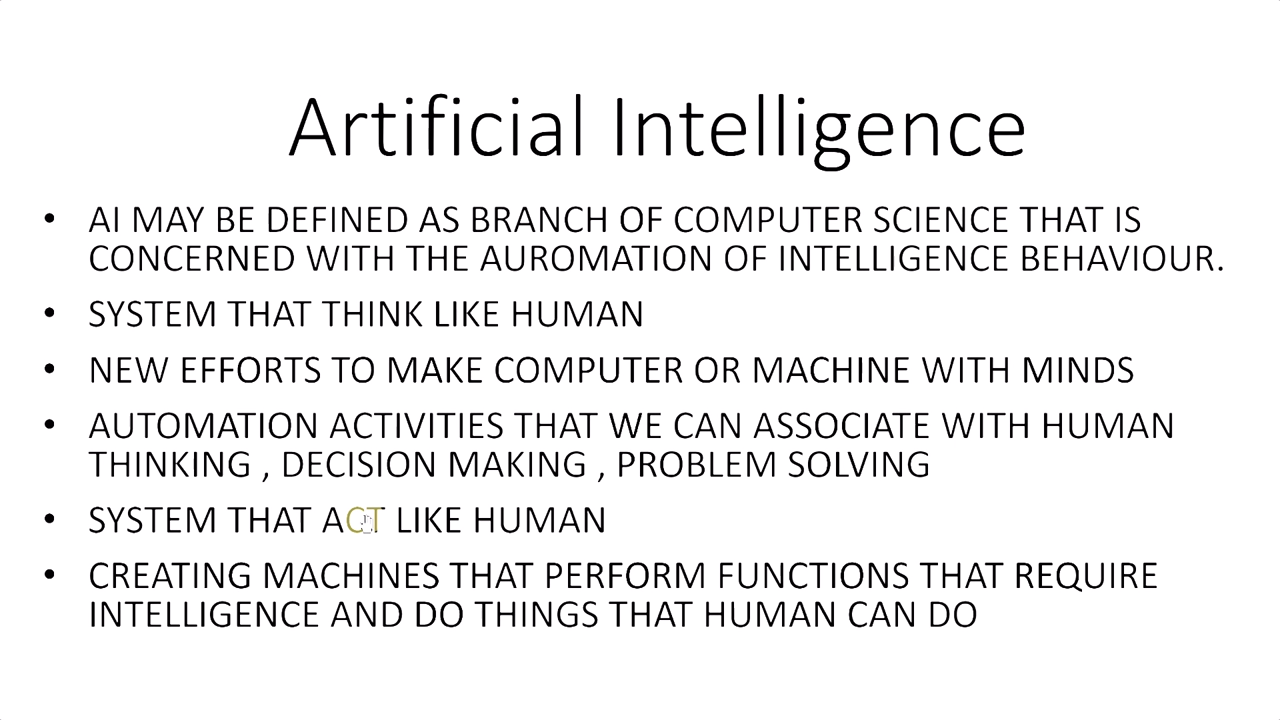 Artificial Intelligence
• AI MAY BE DEFINED AS BRANCH OF COMPUTER SCIENCE THAT IS
CONCERNED WITH THE AUROMATION OF INTELLIGENCE BEHAVIOUR.
• SYSTEM THAT THINK LIKE HUMAN
• NEW EFFORTS TO MAKE COMPUTER OR MACHINE WITH MINDS
• AUTOMATION ACTIVITIES THAT WE CAN ASSOCIATE WITH HUMAN
THINKING , DECISION MAKING , PROBLEM SOLVING
• SYSTEM THAT ACT LIKE HUMAN
• CREATING MACHINES THAT PERFORM FUNCTIONS THAT REQUIRE
INTELLIGENCE AND DO THINGS THAT HUMAN CAN DO